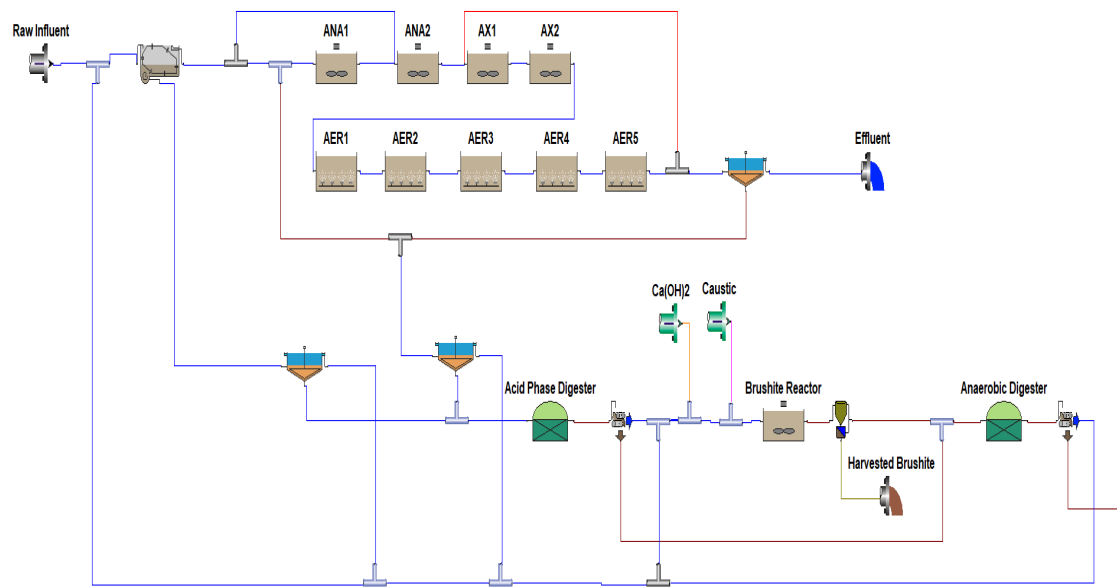 Raw Influent
ANA1
ANA2
AX1
AX2
AER1
AER2
AER3
AER4
AER5
Effluent
Ca(OH)2
Caustic
Acid Phase Digester
Brushite Reactor
Anaerobic Digester
Harvested Brushite